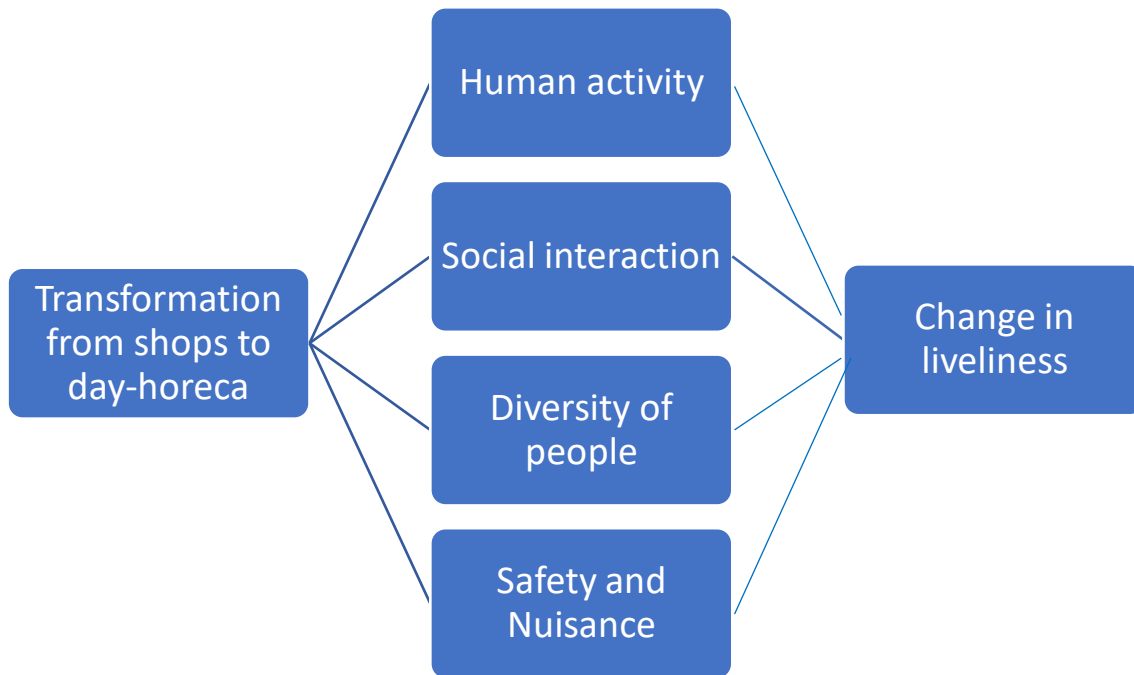 Human activity
Social interaction
Transformation
from shops to
day-horeca
Change in
liveliness
Diversity of
people
Safety and
Nuisance